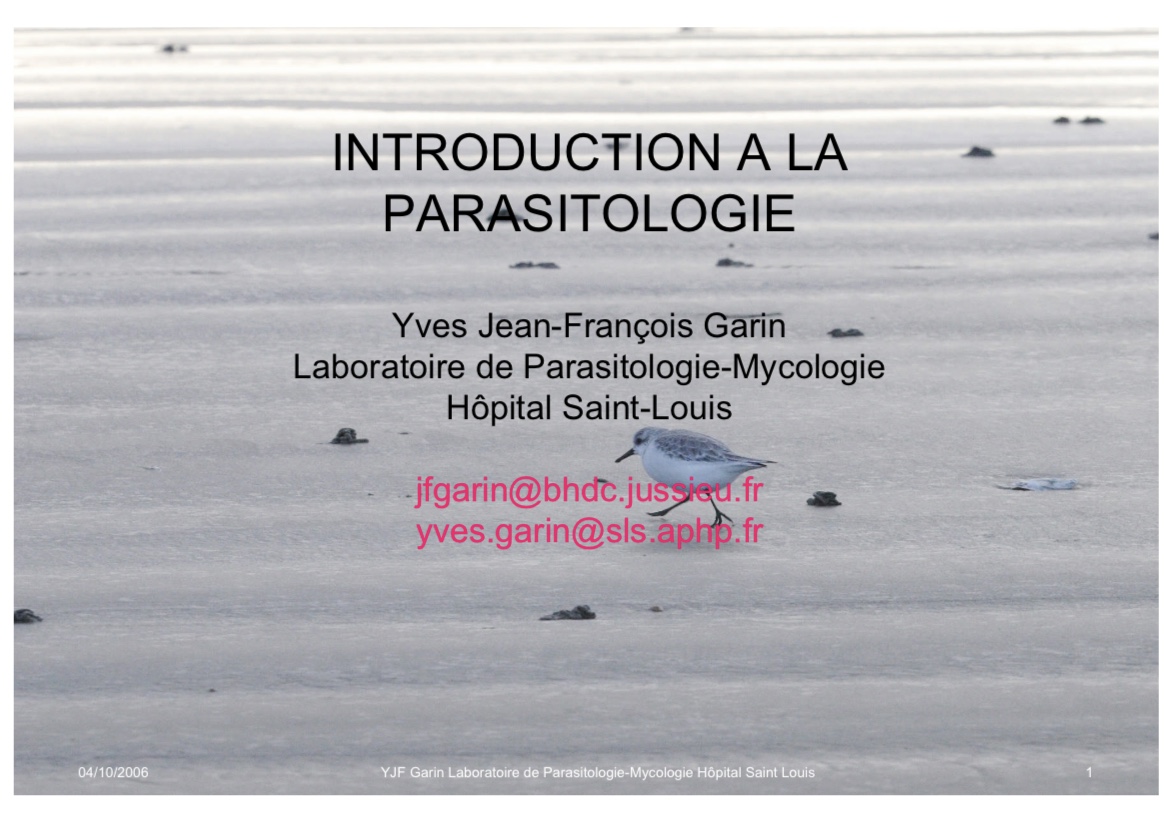 INTRODUCTION A LA
PARASITOLOGIE
Yves Jean-François Garin
Laboratoire de Parasitologie-Mycologie
Hôpital Saint-Louis
jfgarin@bhdc.jussieu.fr
yves.garin@sls.aphp.fr
04/10/2006
YJF Garin Laboratoire de Parasitologie-Mycologie Hôpital Saint Louis
1